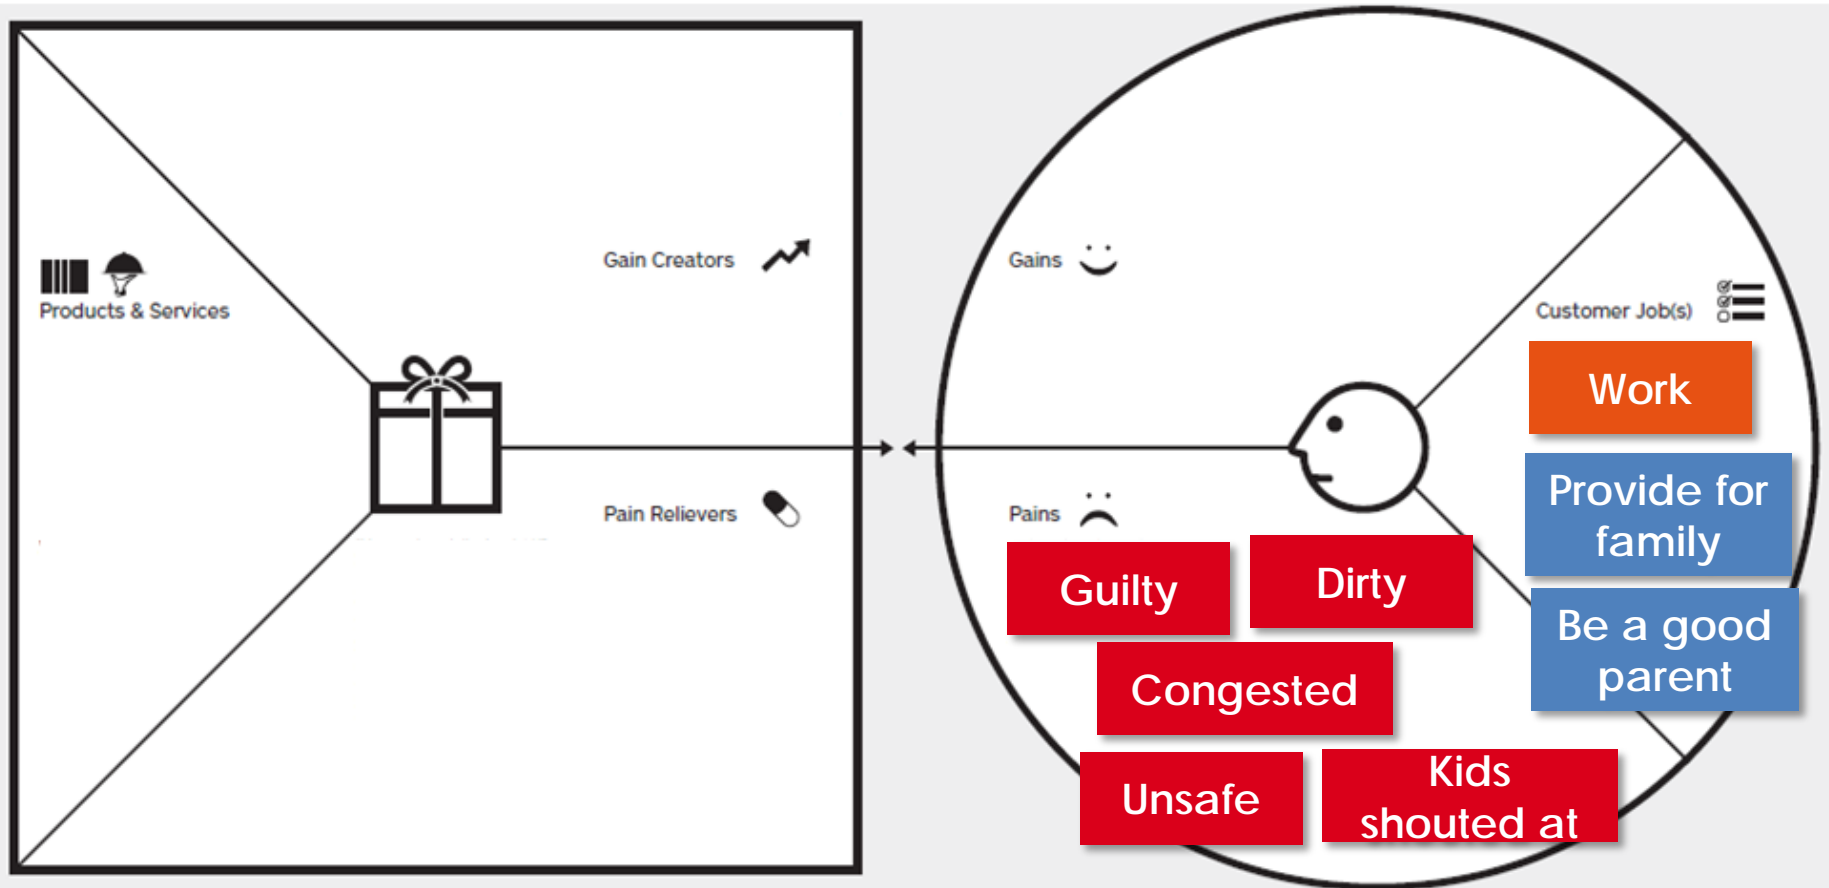 Products & Services
Gain Creators
Pain Relievers
Gains
Pains
Customer Job(s)
Work
Provide for
family
Be a good
parent
Guilty
Dirty
Congested
Unsafe
Kids
shouted at